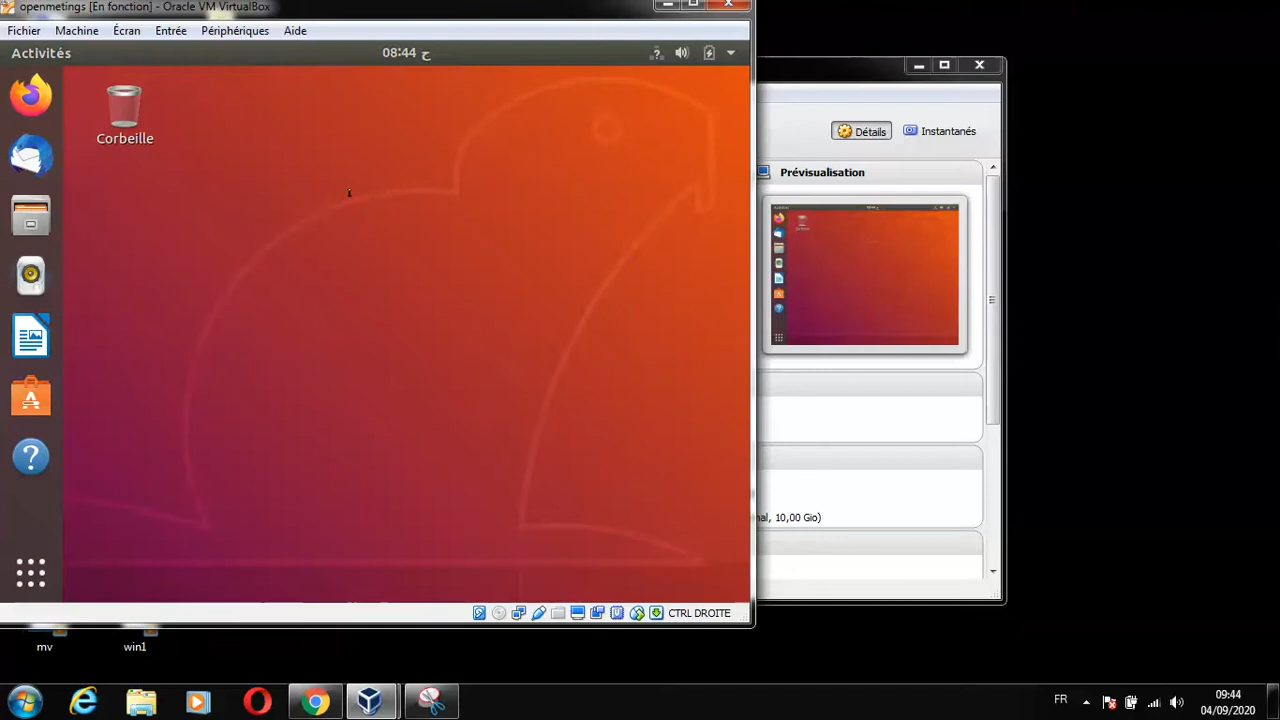 openmetings [En fonction] - Oracle VM VirtualBox
Fichier Machine Écran Entrée Périphériques Aide
Activités
ح 08:44
Corbeille
Détails
Instantanés
Prévisualisation
nal, 10,00 Gio)
CTRL DROITE
mv
win1
FR
09:44
04/09/2020